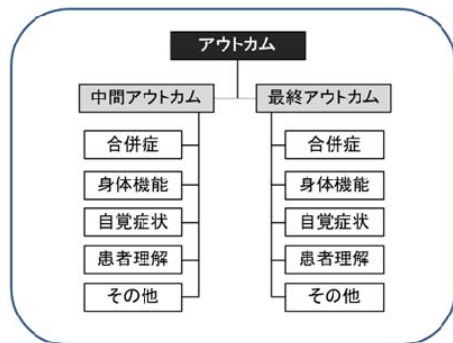 アウトカム
中間アウトカム
最終アウトカム
合併症
合併症
身体機能
身体機能
自覚症状
自覚症状
患者理解
患者理解
その他
その他